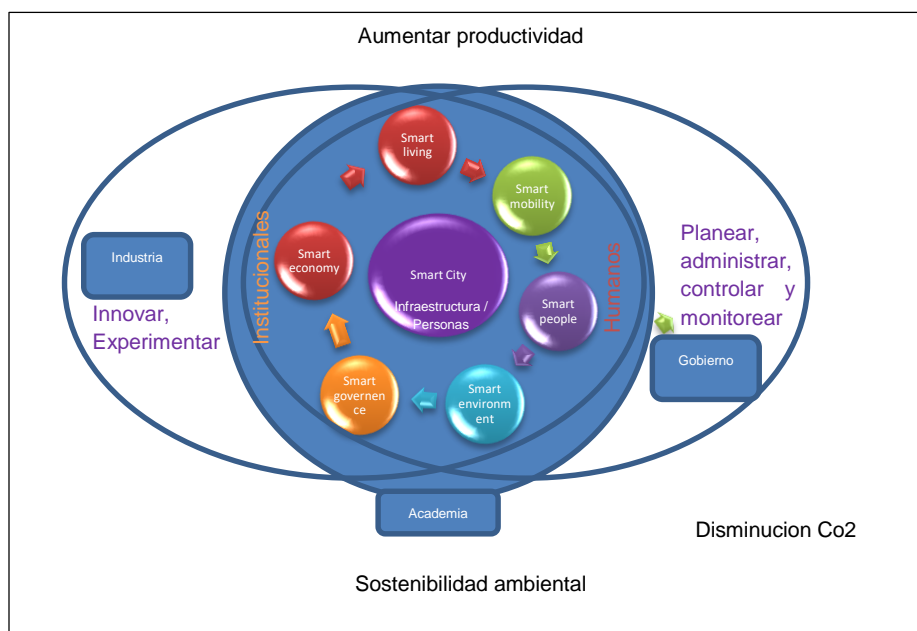 Aumentar productividad
Smart
living
Smart
mobility
Industria
Innovar,
Experimentar
Institucionales
Smart
economy
Smart City
Infraestructura /
Personas
Smart
people
Humanos
Planear,
administrar,
controlar y
monitorear
Gobierno
Smart
governen
ce
Smart
environm
ent
Academia
Disminucion Co2
Sostenibilidad ambiental